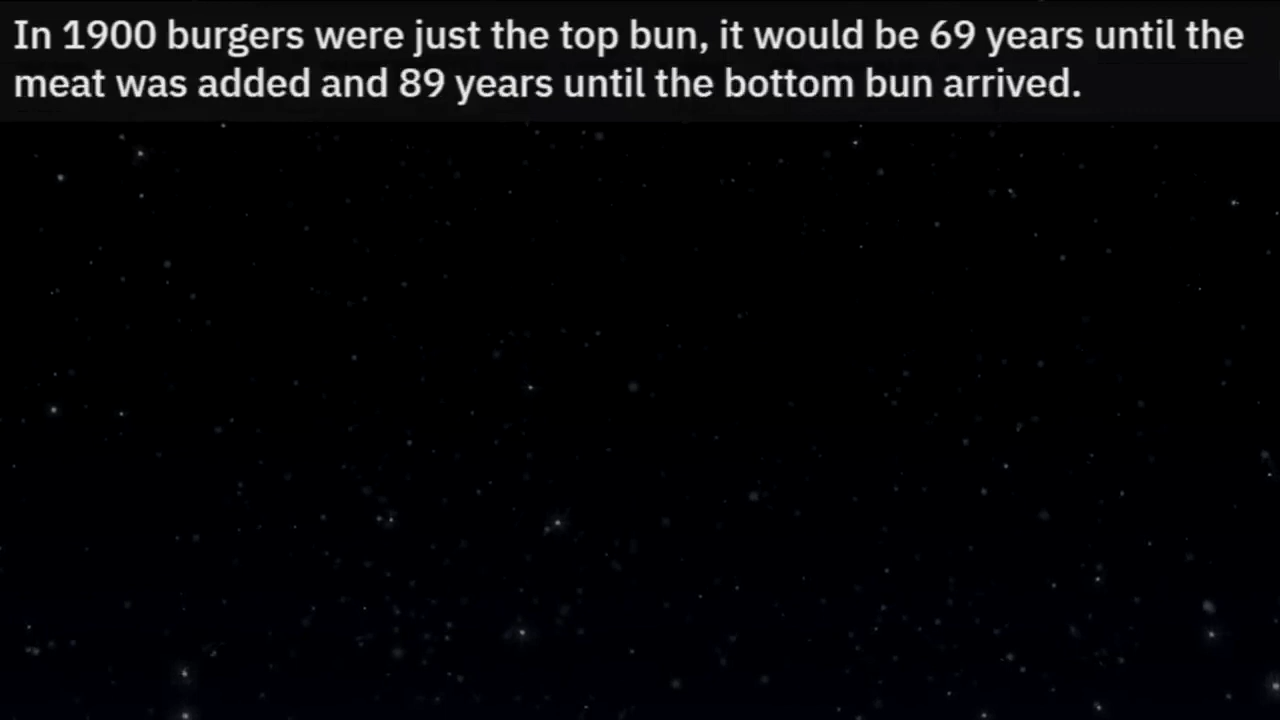 In 1900 burgers were just the top bun, it would be 69 years until the
meat was added and 89 years until the bottom bun arrived.